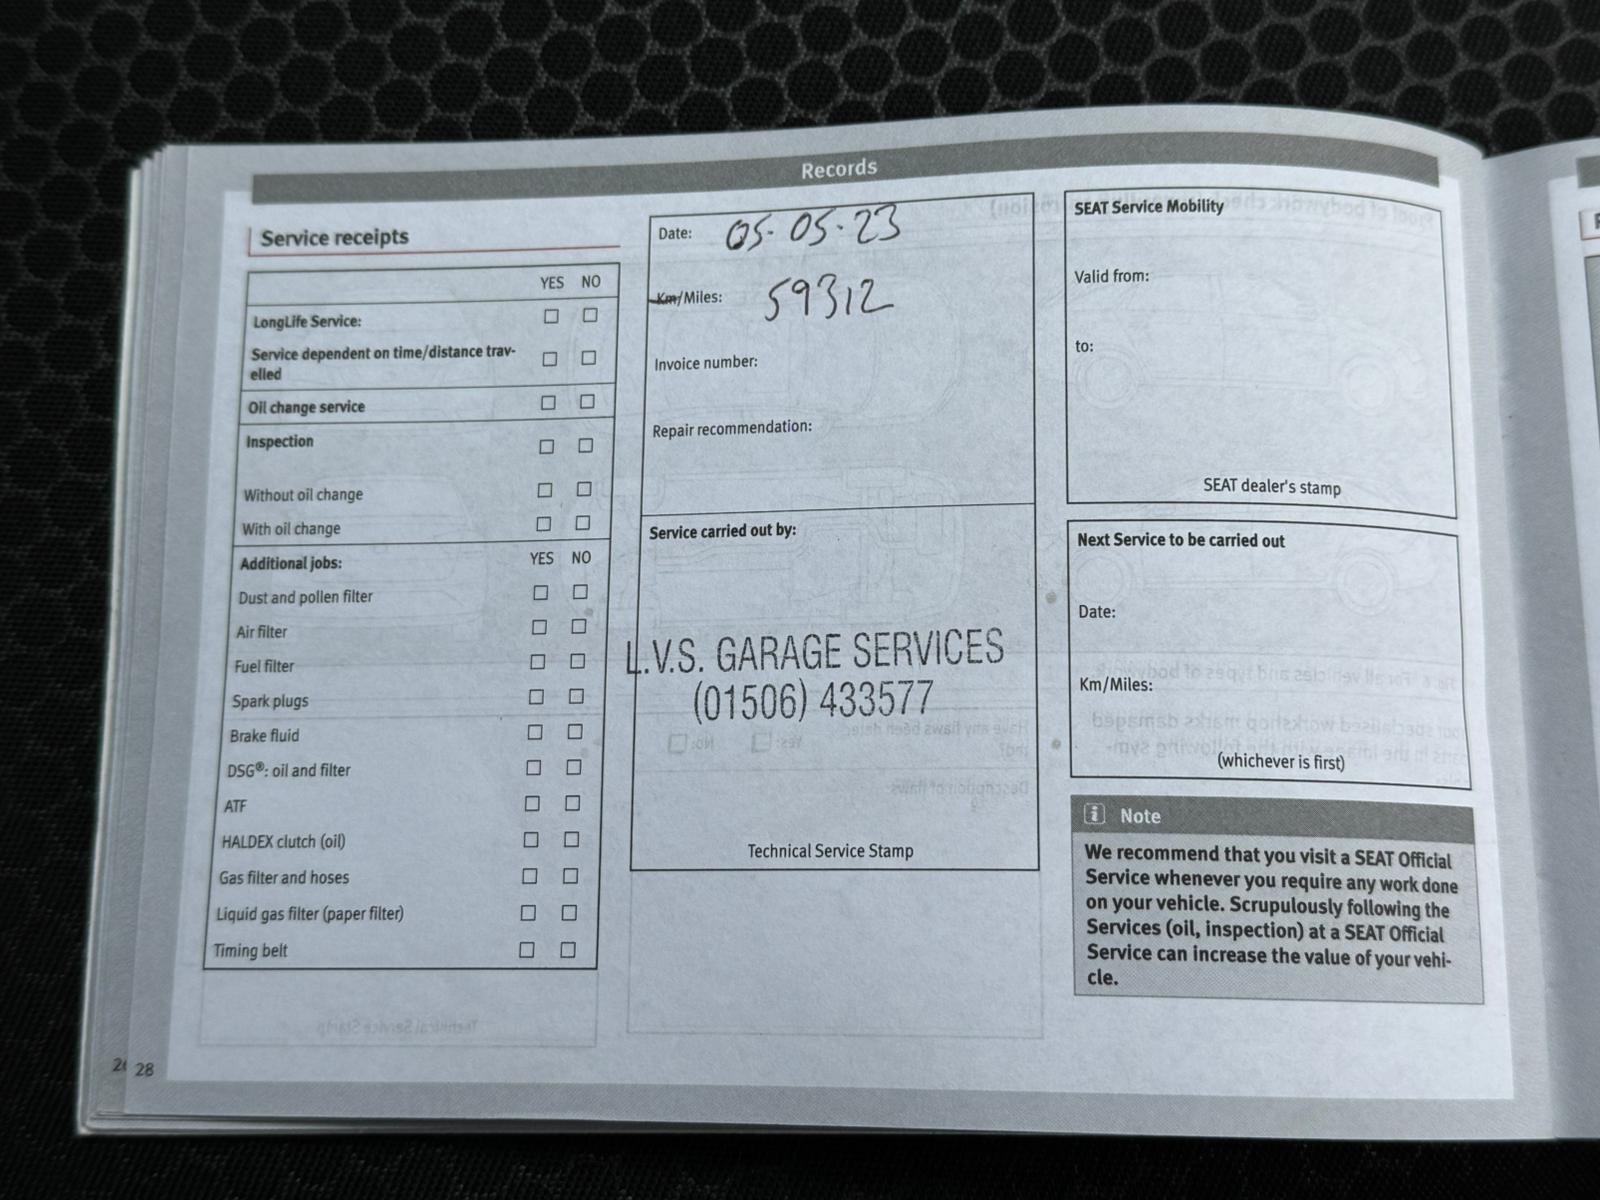 Records
Service receipts
YES NO
LongLife Service: ☐ ☐
Service dependent on time/distance trav-
elled ☐ ☐
Oil change service ☐ ☐
Inspection ☐ ☐
Without oil change ☐ ☐
With oil change ☐ ☐
Additional jobs: YES NO
Dust and pollen filter ☐ ☐
Air filter ☐ ☐
Fuel filter ☐ ☐
Spark plugs ☐ ☐
Brake fluid ☐ ☐
DSG®: oil and filter ☐ ☐
ATF ☐ ☐
HALDEX clutch (oil) ☐ ☐
Gas filter and hoses ☐ ☐
Liquid gas filter (paper filter) ☐ ☐
Timing belt ☐ ☐
Date: 05-05-23
Km/Miles: 59312
Invoice number:
Repair recommendation:
Service carried out by:
L.V.S. GARAGE SERVICES
(01506) 433577
Technical Service Stamp
SEAT Service Mobility
Valid from:
to:
SEAT dealer's stamp
Next Service to be carried out
Date:
Km/Miles:
(whichever is first)
i Note
We recommend that you visit a SEAT Official
Service whenever you require any work done
on your vehicle. Scrupulously following the
Services (oil, inspection) at a SEAT Official
Service can increase the value of your vehi-
cle.
28